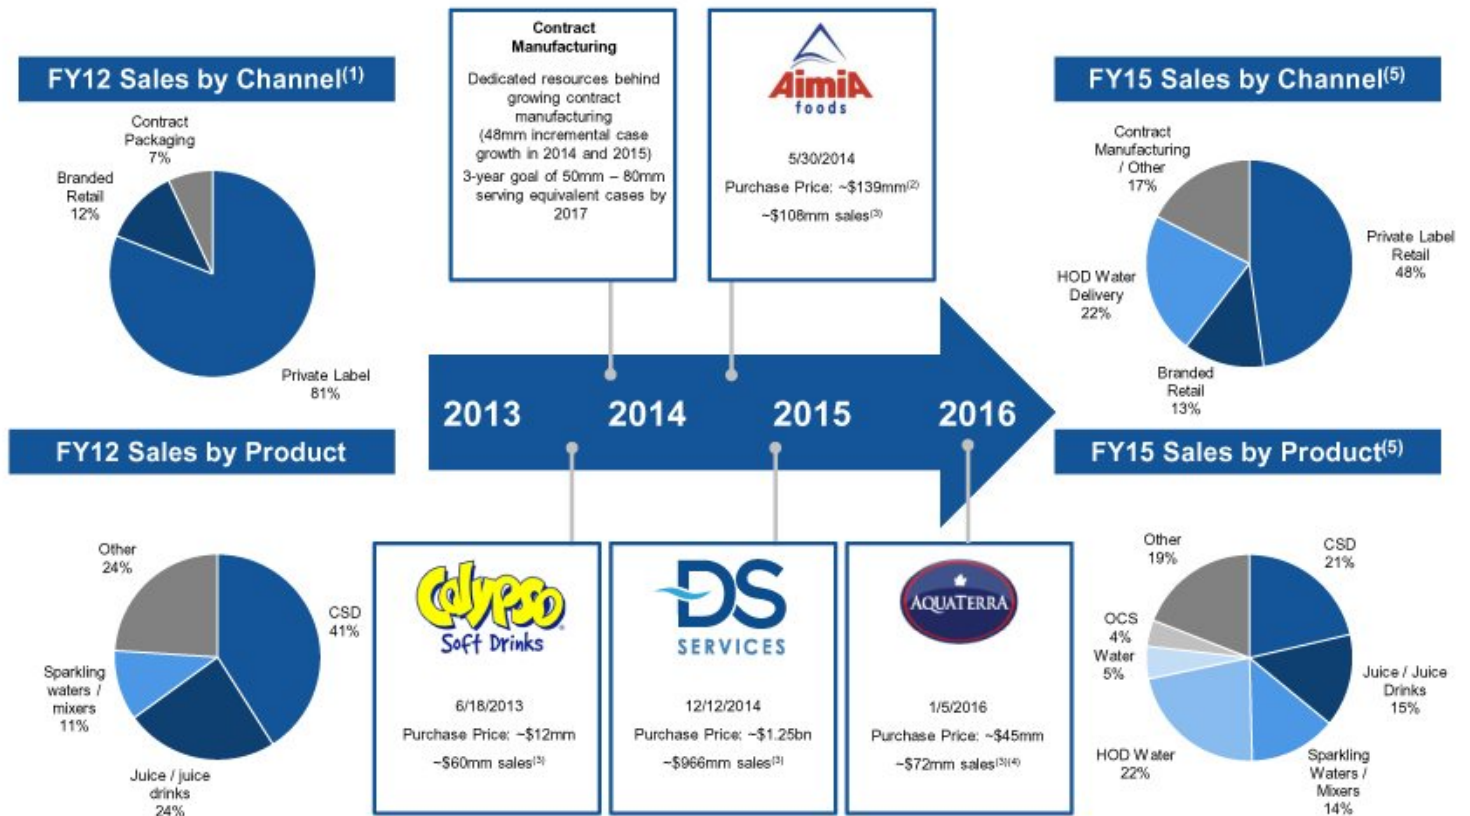 FY12 Sales by Channel(1)
Contract
Packaging
7%
Branded
Retail
12%
Private Label
81%
FY12 Sales by Product
Other
24%
CSD
41%
Sparkling
waters /
mixers
11%
Juice / juice
drinks
24%
Contract
Manufacturing
Dedicated resources behind
growing contract
manufacturing
(48mm incremental case
growth in 2014 and 2015)
3-year goal of 50mm – 80mm
serving equivalent cases by
2017
AimiA
foods
5/30/2014
Purchase Price: ~$139mm(2)
~$108mm sales(3)
2013
2014
2015
2016
Calypso
Soft Drinks
6/18/2013
Purchase Price: ~$12mm
~$60mm sales(3)
DS
SERVICES
12/12/2014
Purchase Price: ~$1.25bn
~$966mm sales(3)
AQUATERRA
1/5/2016
Purchase Price: ~$45mm
~$72mm sales(3)(4)
FY15 Sales by Channel(5)
Contract
Manufacturing
/ Other
17%
Private Label
Retail
48%
HOD Water
Delivery
22%
Branded
Retail
13%
FY15 Sales by Product(5)
Other
19%
CSD
21%
OCS
4%
Water
5%
Juice / Juice
Drinks
15%
HOD Water
22%
Sparkling
Waters /
Mixers
14%